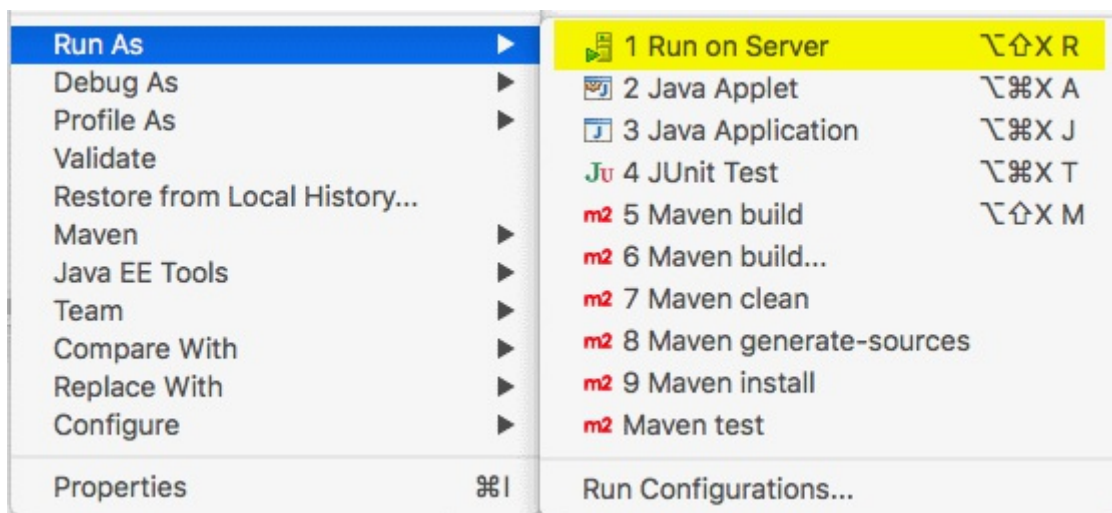 Run As ▶
Debug As ▶
Profile As ▶
Validate
Restore from Local History...
Maven ▶
Java EE Tools ▶
Team ▶
Compare With ▶
Replace With ▶
Configure ▶
Properties ⌘I
1 Run on Server ⌥⇧X R
2 Java Applet ⌥⌘X A
3 Java Application ⌥⌘X J
Ju 4 JUnit Test ⌥⌘X T
m2 5 Maven build ⌥⇧X M
m2 6 Maven build...
m2 7 Maven clean
m2 8 Maven generate-sources
m2 9 Maven install
m2 Maven test
Run Configurations...